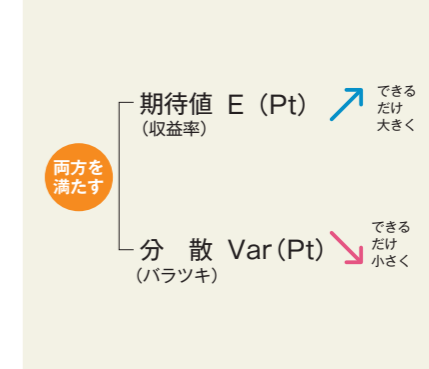 期待値 E (Pt)
(収益率)
できる
だけ
大きく
両方を
満たす
分 散 Var(Pt)
(バラツキ)
できる
だけ
小さく